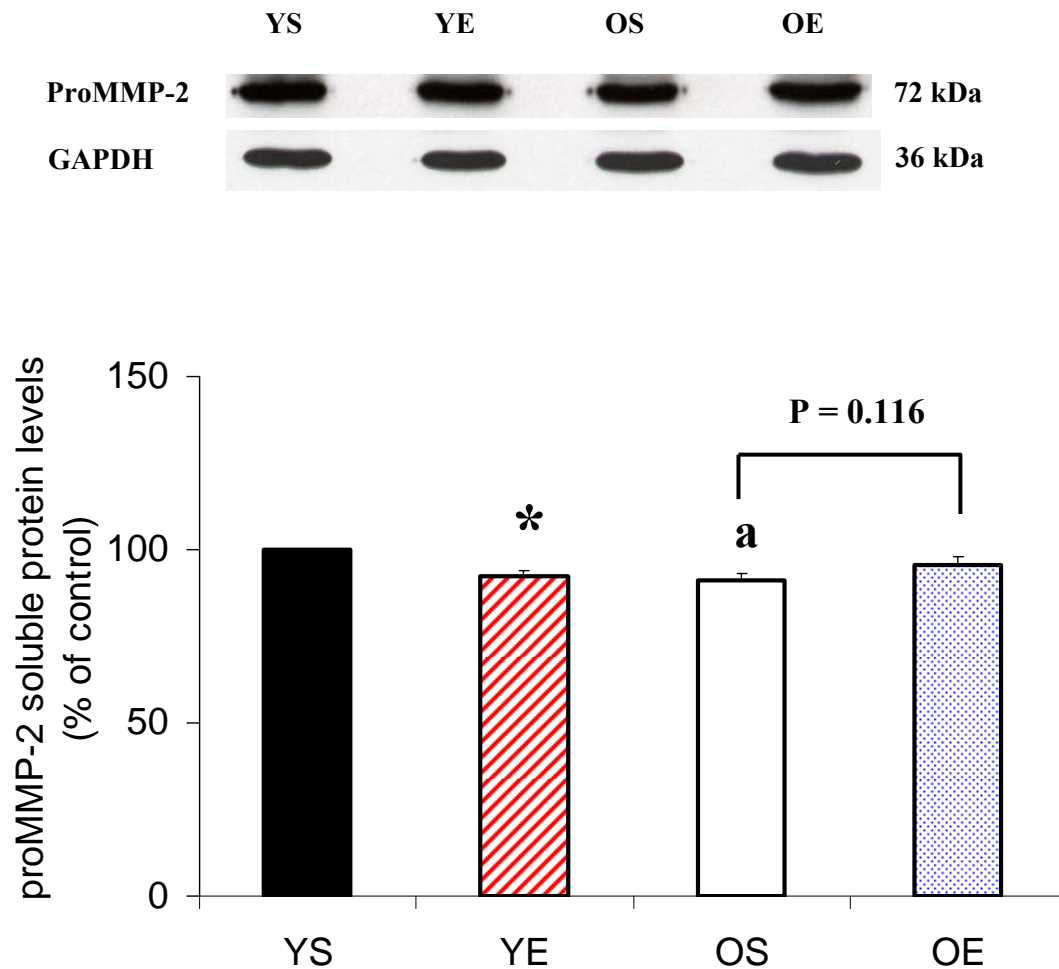 YS YE OS OE
ProMMP-2 72 kDa
GAPDH 36 kDa
proMMP-2 soluble protein levels
(% of control)
150
100
50
0
P = 0.116
*
a
YS YE OS OE